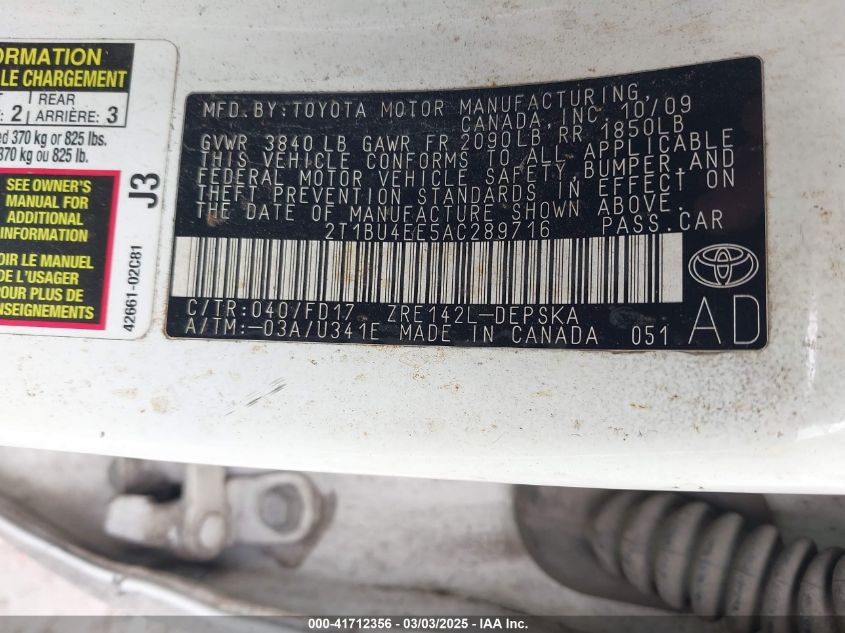 ORMATION
LE CHARGEMENT
2 | REAR ARRIÈRE: 3
ed 370 kg or 825 lbs.
370 kg ou 825 lb.
SEE OWNER'S
MANUAL FOR
ADDITIONAL
INFORMATION
OIR LE MANUEL
DE L'USAGER
POUR PLUS DE
ENSEIGNEMENTS
J3
42661-02C81
MFD.BY:TOYOTA MOTOR MANUFACTURING,
CANADA, INC. 10/09
GVWR 3840 LB GAWR FR 2090LB RR 1850LB
THIS VEHICLE CONFORMS TO ALL APPLICABLE
FEDERAL MOTOR VEHICLE SAFETY,BUMPER AND
THEFT PREVENTION STANDARDS IN EFFECT ON
THE DATE OF MANUFACTURE SHOWN ABOVE.
2T1BU4EE5AC289716 PASS.CAR
C/TR:040/FD17 ZRE142L-DEPSKA
A/TM:-03A/U341E MADE IN CANADA 051
AD
000-41712356 - 03/03/2025 - IAA Inc.